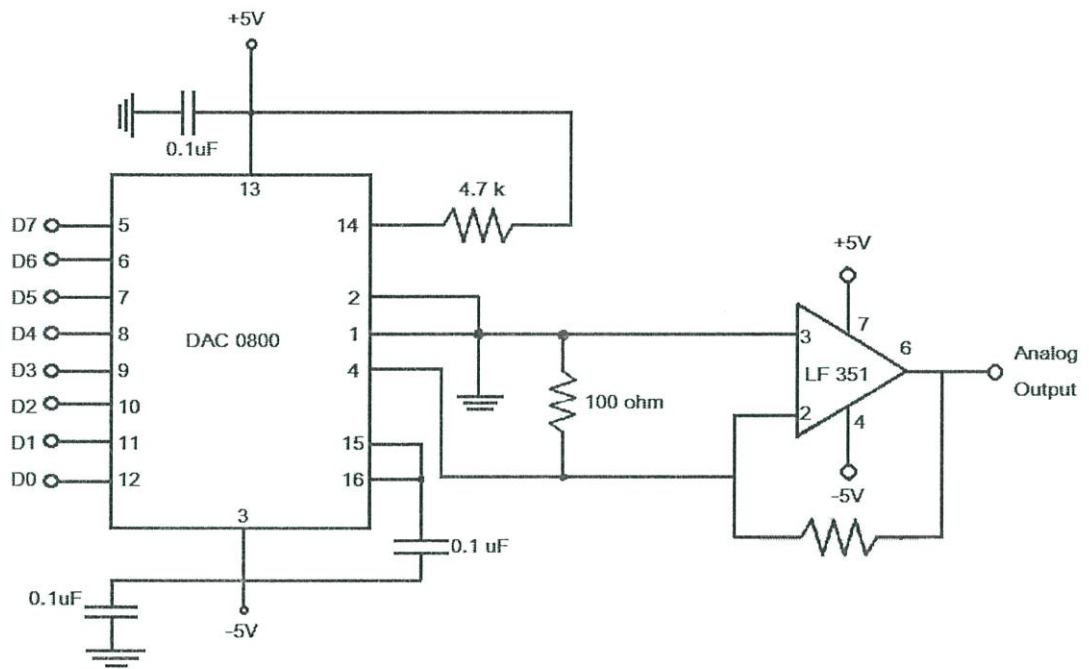 +5V
0.1uF
13
4.7 k
D7 5 14
D6 6
D5 7 2
D4 8 1
D3 9 4
D2 10
D1 11 15
D0 12 16
DAC 0800
3
0.1 uF
0.1uF
–5V
100 ohm
+5V
7
3
6
LF 351
2
4
–5V
Analog
Output